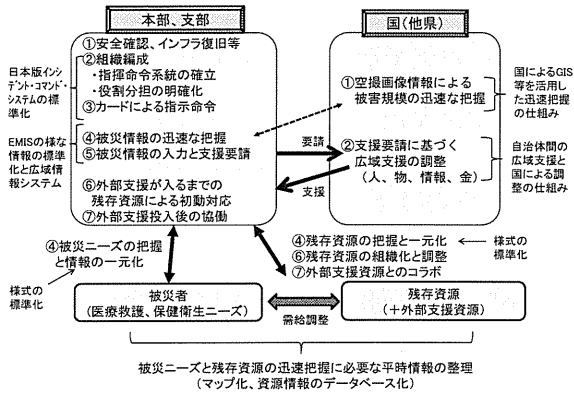 本部、支部
①安全確認、インフラ復旧等
②組織編成
・指揮命令系統の確立
・役割分担の明確化
③カードによる指示命令
④被災情報の迅速な把握
⑤被災情報の入力と支援要請
⑥外部支援が入るまでの
残存資源による初動対応
⑦外部支援投入後の協働
日本版インシ
デント・コマンド・
システムの標
準化
EMISの様な
情報の標準
化と広域情
報システム
国(他県)
①空撮画像情報による
被害規模の迅速な把握
②支援要請に基づく
広域支援の調整
(人、物、情報、金)
国によるGIS
等を活用し
た迅速把握
の仕組み
自治体間の
広域支援と
国による調
整の仕組み
要請
支援
④被災ニーズの把握
と情報の一元化
様式の
標準化
④残存資源の把握と一元化
⑥残存資源の組織化と調整
⑦外部支援資源とのコラボ
様式の
標準化
被災者
(医療救護、保健衛生ニーズ)
需給調整
残存資源
(+外部支援資源)
被災ニーズと残存資源の迅速把握に必要な平時情報の整理
(マップ化、資源情報のデータベース化)